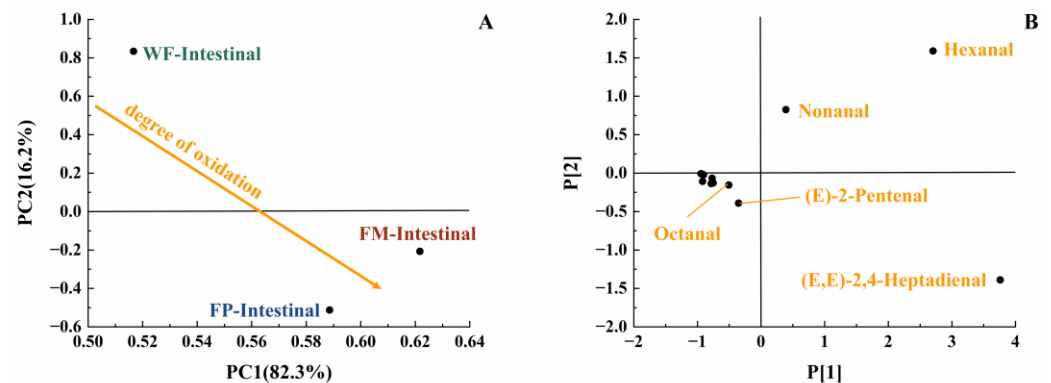 A
1.0
0.8
0.6
0.4
0.2
0.0
−0.2
−0.4
−0.6
PC2(16.2%)
WF-Intestinal
degree of oxidation
FM-Intestinal
FP-Intestinal
0.50 0.52 0.54 0.56 0.58 0.60 0.62 0.64
PC1(82.3%)
B
2.0
1.5
1.0
0.5
0.0
−0.5
−1.0
−1.5
−2.0
P[2]
Hexanal
Nonanal
(E)-2-Pentenal
Octanal
(E,E)-2,4-Heptadienal
−2 −1 0 1 2 3 4
P[1]